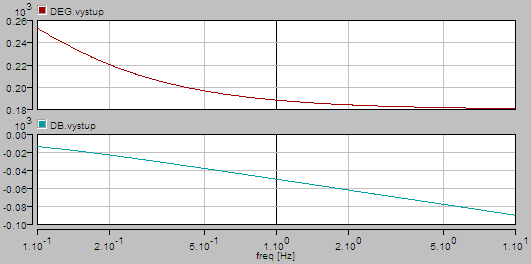 10³ DEG.vystup
0.26
0.24
0.22
0.20
0.18
10³ DB.vystup
0.00
-0.02
-0.04
-0.06
-0.08
-0.10
1.10⁻¹ 2.10⁻¹ 5.10⁻¹ 1.10⁰ 2.10⁰ 5.10⁰ 1.10¹
freq [Hz]